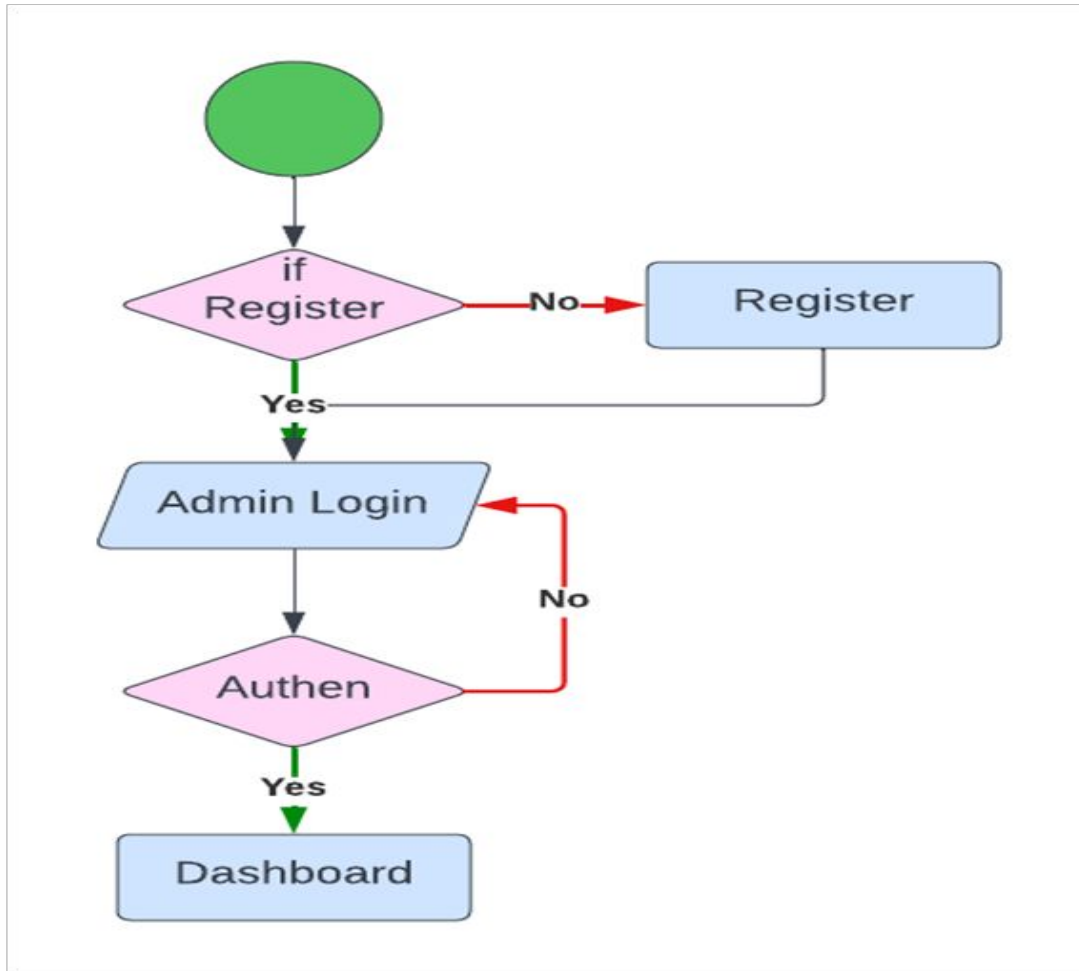 if
Register
No
Register
Yes
Admin Login
No
Authen
Yes
Dashboard